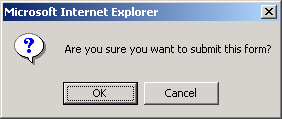 Microsoft Internet Explorer
Are you sure you want to submit this form?
OK
Cancel